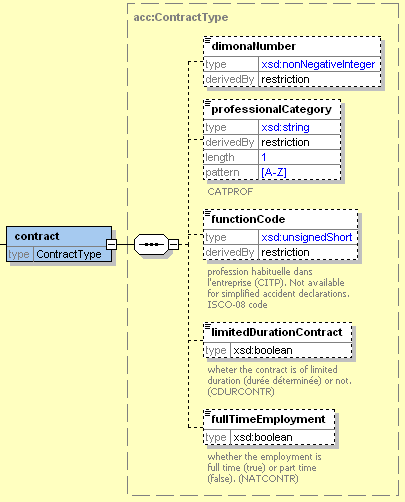 acc:ContractType
dimonaNumber
type xsd:nonNegativeInteger
derivedBy restriction
professionalCategory
type xsd:string
derivedBy restriction
length 1
pattern [A-Z]
CATPROF
contract
type ContractType
functionCode
type xsd:unsignedShort
derivedBy restriction
profession habituelle dans
l'entreprise (CITP). Not available
for simplified accident declarations.
ISCO-08 code
limitedDurationContract
type xsd:boolean
wheter the contract is of limited
duration (durée déterminée) or not.
(CDURCONTR)
fullTimeEmployment
type xsd:boolean
whether the employment is
full time (true) or part time
(false). (NATCONTR)